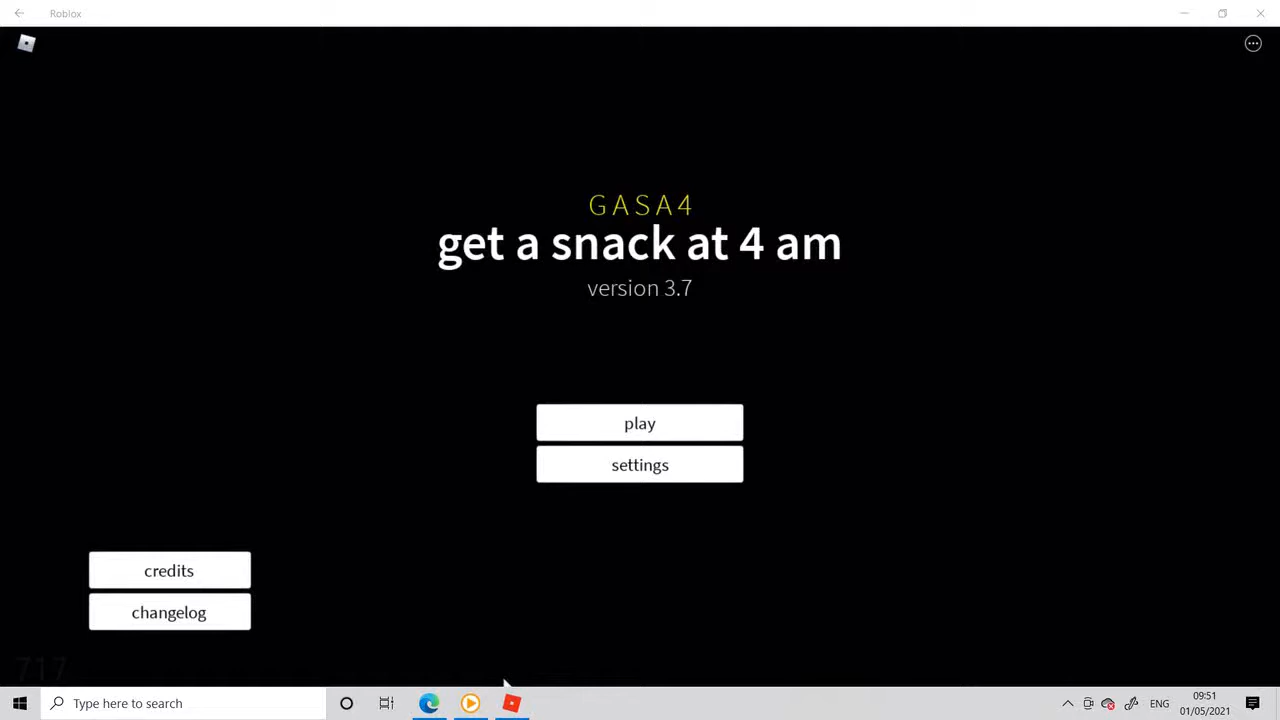 Roblox
GASA4
get a snack at 4 am
version 3.7
play
settings
credits
changelog
717
Type here to search
ENG
09:51
01/05/2021